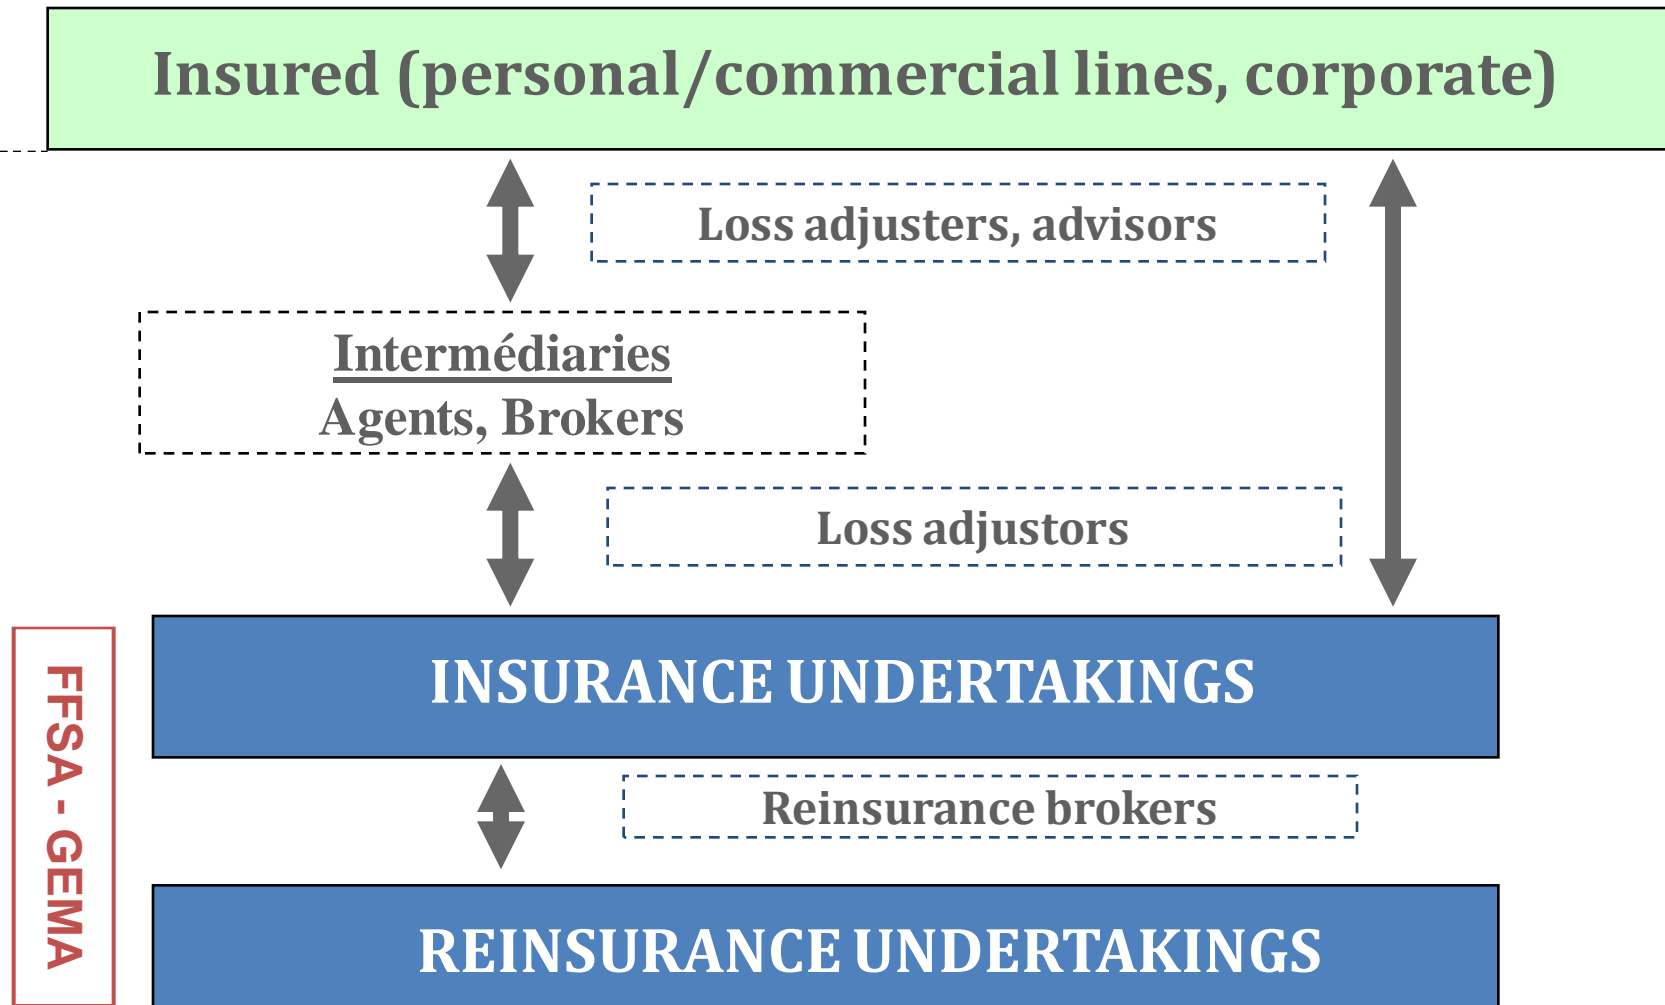 Insured (personal/commercial lines, corporate)
Loss adjusters, advisors
Intermédiaries
Agents, Brokers
Loss adjustors
INSURANCE UNDERTAKINGS
FFSA - GEMA
Reinsurance brokers
REINSURANCE UNDERTAKINGS